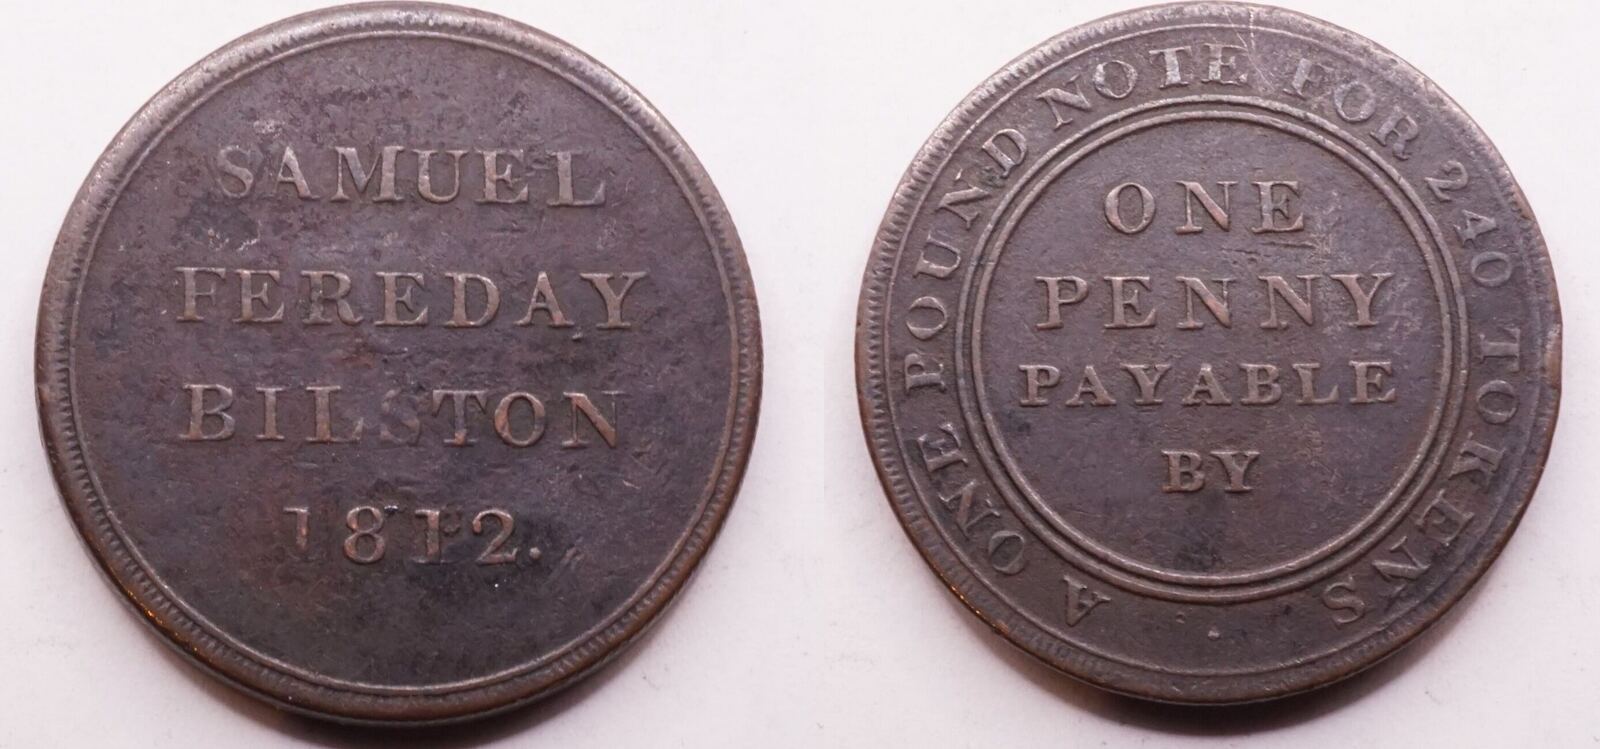 SAMUEL
FEREDAY
BILSTON
1812.
A ONE POUND NOTE FOR 240 TOKENS
ONE
PENNY
PAYABLE
BY